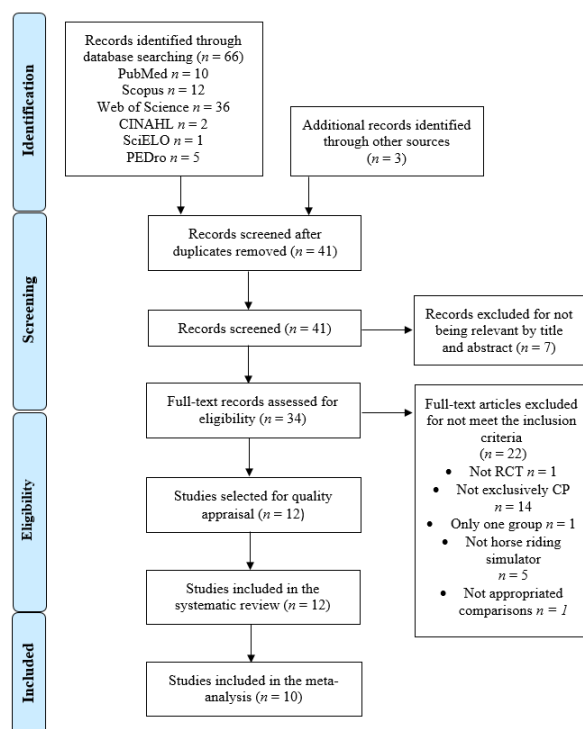 Identification
Records identified through
database searching (n = 66)
PubMed n = 10
Scopus n = 12
Web of Science n = 36
CINAHL n = 2
SciELO n = 1
PEDro n = 5
Additional records identified
through other sources
(n = 3)
Screening
Records screened after
duplicates removed (n = 41)
Records screened (n = 41)
Records excluded for not
being relevant by title
and abstract (n = 7)
Eligibility
Full-text records assessed for
eligibility (n = 34)
Full-text articles excluded
for not meet the inclusion
criteria
(n = 22)
• Not RCT n = 1
• Not exclusively CP
n = 14
• Only one group n = 1
• Not horse riding
simulator
n = 5
• Not appropriated
comparisons n = 1
Studies selected for quality
appraisal (n = 12)
Studies included in the
systematic review (n = 12)
Included
Studies included in the meta-
analysis (n = 10)